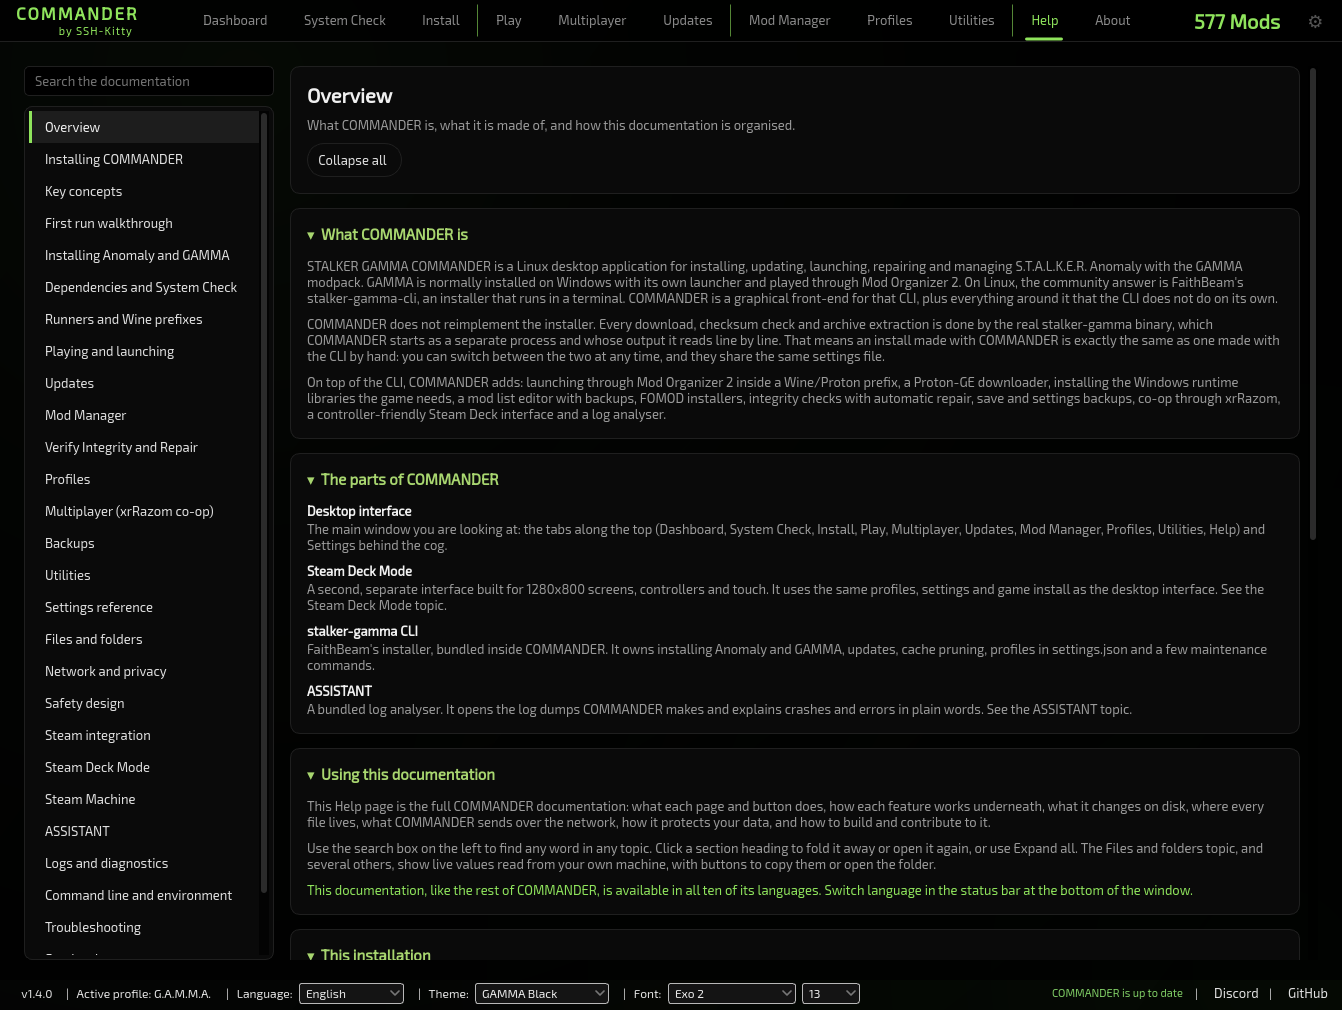 COMMANDER
by SSH-Kitty
Dashboard System Check Install Play Multiplayer Updates Mod Manager Profiles Utilities Help About
577 Mods
Search the documentation
Overview
Installing COMMANDER
Key concepts
First run walkthrough
Installing Anomaly and GAMMA
Dependencies and System Check
Runners and Wine prefixes
Playing and launching
Updates
Mod Manager
Verify Integrity and Repair
Profiles
Multiplayer (xrRazom co-op)
Backups
Utilities
Settings reference
Files and folders
Network and privacy
Safety design
Steam integration
Steam Deck Mode
Steam Machine
ASSISTANT
Logs and diagnostics
Command line and environment
Troubleshooting
Overview
What COMMANDER is, what it is made of, and how this documentation is organised.
Collapse all
▾ What COMMANDER is
STALKER GAMMA COMMANDER is a Linux desktop application for installing, updating, launching, repairing and managing S.T.A.L.K.E.R. Anomaly with the GAMMA
modpack. GAMMA is normally installed on Windows with its own launcher and played through Mod Organizer 2. On Linux, the community answer is FaithBeam's
stalker-gamma-cli, an installer that runs in a terminal. COMMANDER is a graphical front-end for that CLI, plus everything around it that the CLI does not do on its own.
COMMANDER does not reimplement the installer. Every download, checksum check and archive extraction is done by the real stalker-gamma binary, which
COMMANDER starts as a separate process and whose output it reads line by line. That means an install made with COMMANDER is exactly the same as one made with
the CLI by hand: you can switch between the two at any time, and they share the same settings file.
On top of the CLI, COMMANDER adds: launching through Mod Organizer 2 inside a Wine/Proton prefix, a Proton-GE downloader, installing the Windows runtime
libraries the game needs, a mod list editor with backups, FOMOD installers, integrity checks with automatic repair, save and settings backups, co-op through xrRazom,
a controller-friendly Steam Deck interface and a log analyser.
▾ The parts of COMMANDER
Desktop interface
The main window you are looking at: the tabs along the top (Dashboard, System Check, Install, Play, Multiplayer, Updates, Mod Manager, Profiles, Utilities, Help) and
Settings behind the cog.
Steam Deck Mode
A second, separate interface built for 1280x800 screens, controllers and touch. It uses the same profiles, settings and game install as the desktop interface. See the
Steam Deck Mode topic.
stalker-gamma CLI
FaithBeam's installer, bundled inside COMMANDER. It owns installing Anomaly and GAMMA, updates, cache pruning, profiles in settings.json and a few maintenance
commands.
ASSISTANT
A bundled log analyser. It opens the log dumps COMMANDER makes and explains crashes and errors in plain words. See the ASSISTANT topic.
▾ Using this documentation
This Help page is the full COMMANDER documentation: what each page and button does, how each feature works underneath, what it changes on disk, where every
file lives, what COMMANDER sends over the network, how it protects your data, and how to build and contribute to it.
Use the search box on the left to find any word in any topic. Click a section heading to fold it away or open it again, or use Expand all. The Files and folders topic, and
several others, show live values read from your own machine, with buttons to copy them or open the folder.
This documentation, like the rest of COMMANDER, is available in all ten of its languages. Switch language in the status bar at the bottom of the window.
▾ This installation
v1.4.0 | Active profile: G.A.M.M.A. | Language: English | Theme: GAMMA Black | Font: Exo 2 13
COMMANDER is up to date | Discord | GitHub